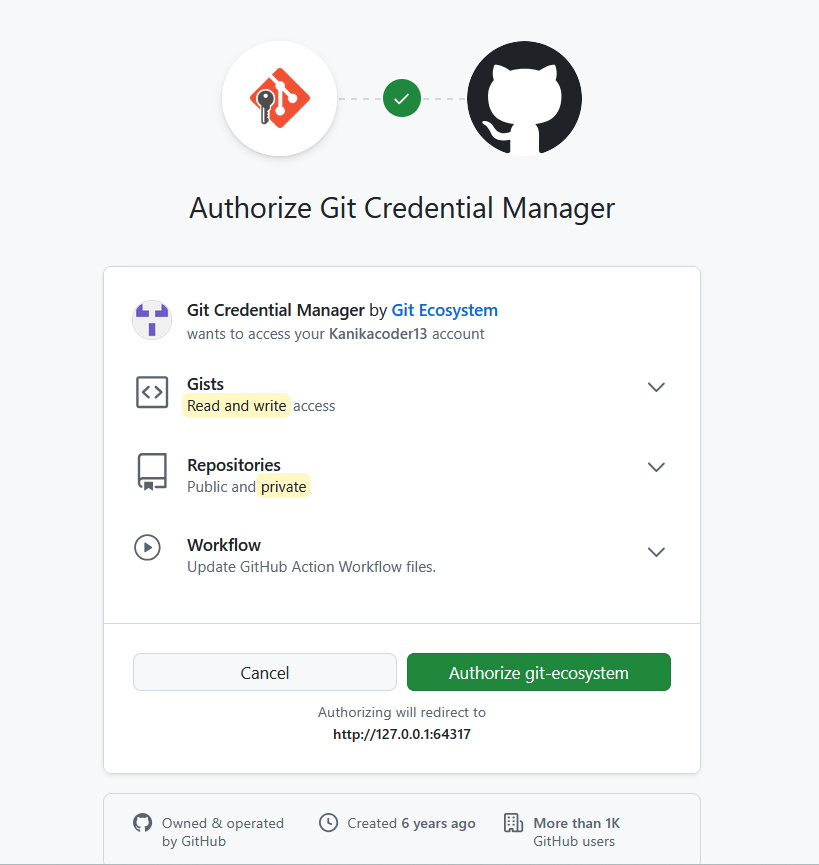 Authorize Git Credential Manager
Git Credential Manager by Git Ecosystem
wants to access your Kanikacoder13 account
Gists
Read and write access
Repositories
Public and private
Workflow
Update GitHub Action Workflow files.
Cancel
Authorize git-ecosystem
Authorizing will redirect to
http://127.0.0.1:64317
Owned & operated
by GitHub
Created 6 years ago
More than 1K
GitHub users